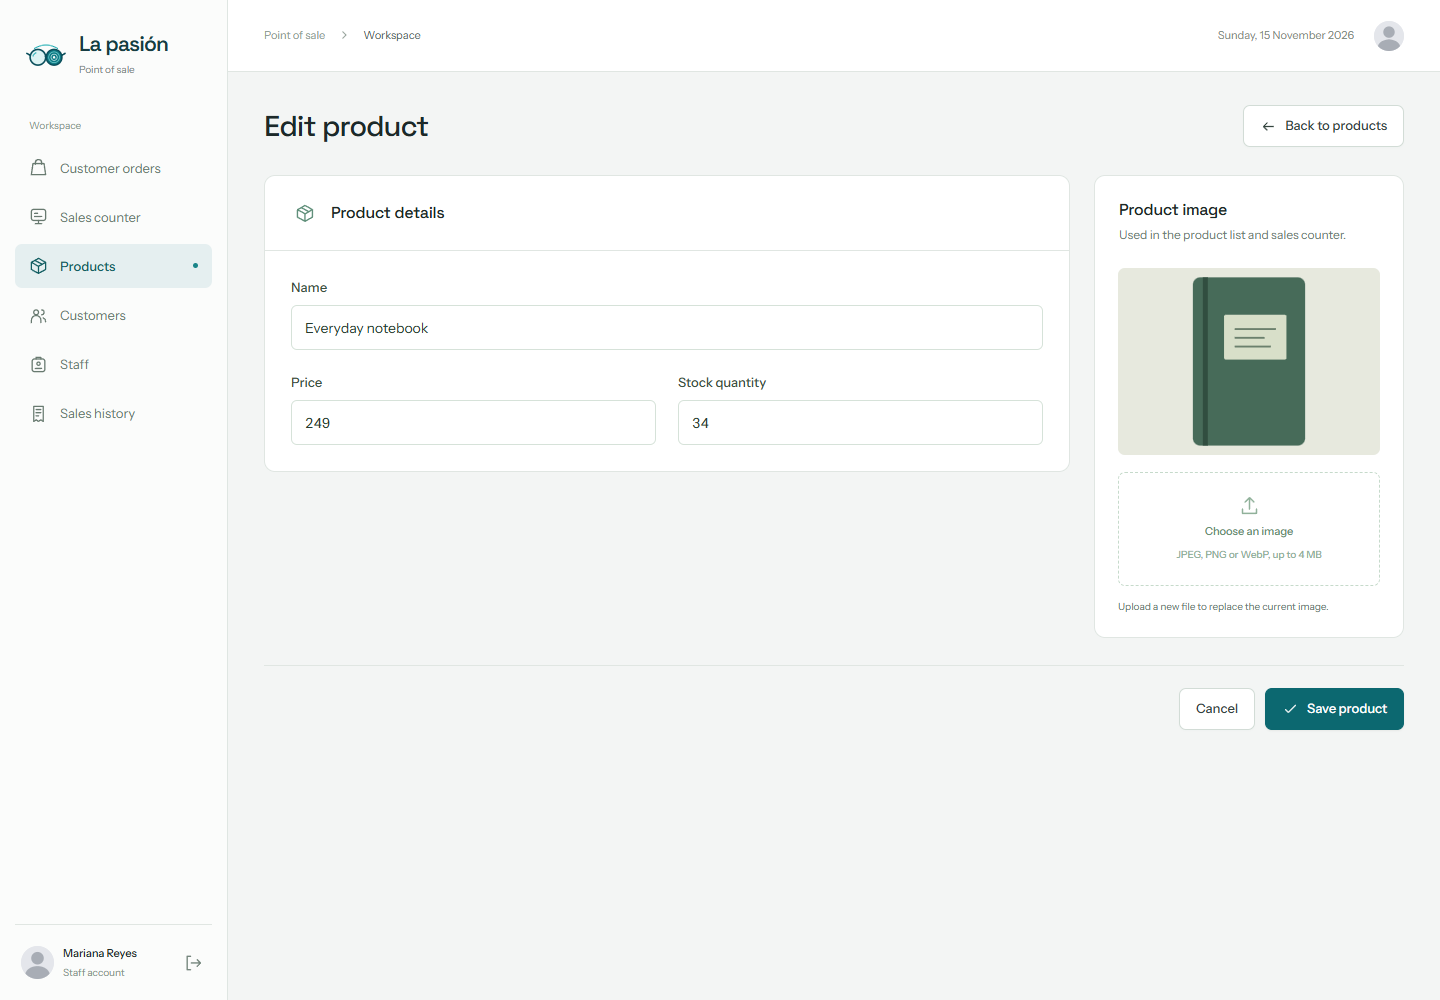 La pasión
Point of sale
Workspace
Customer orders
Sales counter
Products
Customers
Staff
Sales history
Mariana Reyes
Staff account
Point of sale
Workspace
Sunday, 15 November 2026
Edit product
Back to products
Product details
Name
Everyday notebook
Price
Stock quantity
249
34
Product image
Used in the product list and sales counter.
Choose an image
JPEG, PNG or WebP, up to 4 MB
Upload a new file to replace the current image.
Cancel
Save product